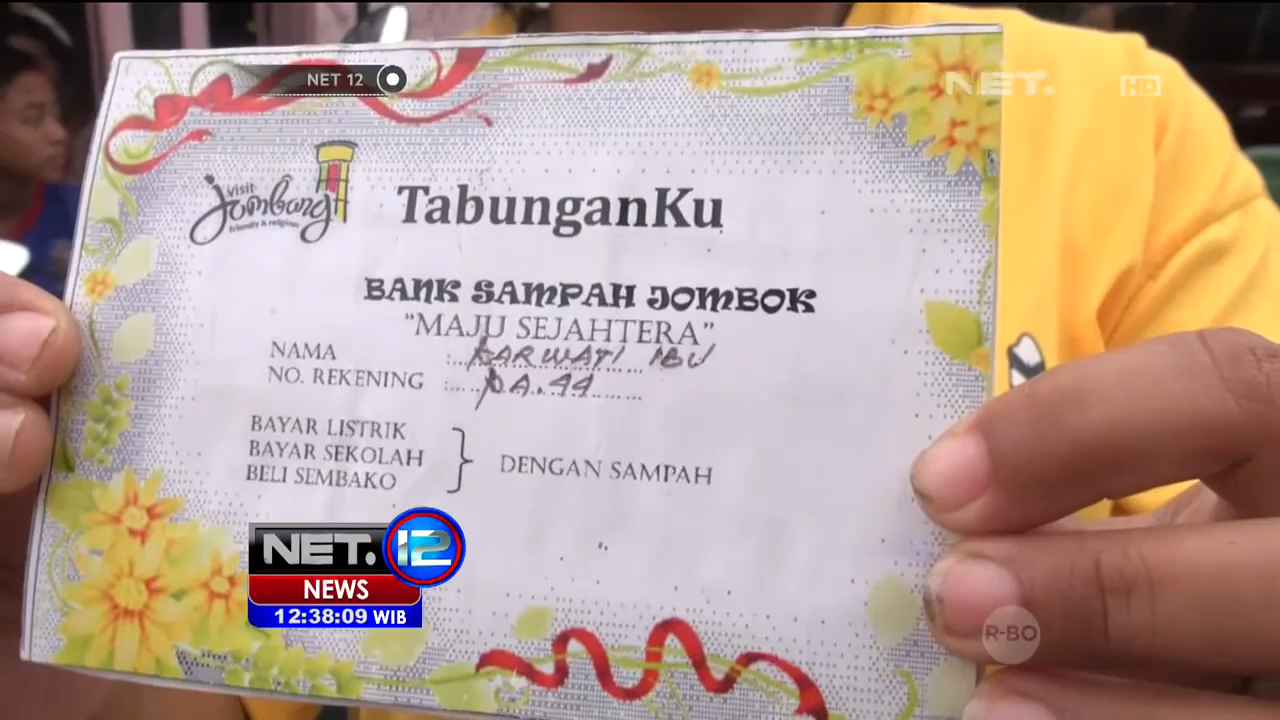 NET 12
NET.
HD
visit
Jombang
friendly & religious
TabunganKu
BANK SAMPAH JOMBOK
"MAJU SEJAHTERA"
NAMA : KARWATI IBU
NO. REKENING : DA.44
BAYAR LISTRIK
BAYAR SEKOLAH
BELI SEMBAKO
DENGAN SAMPAH
NET. 12
NEWS
12:38:09 WIB
R-BO